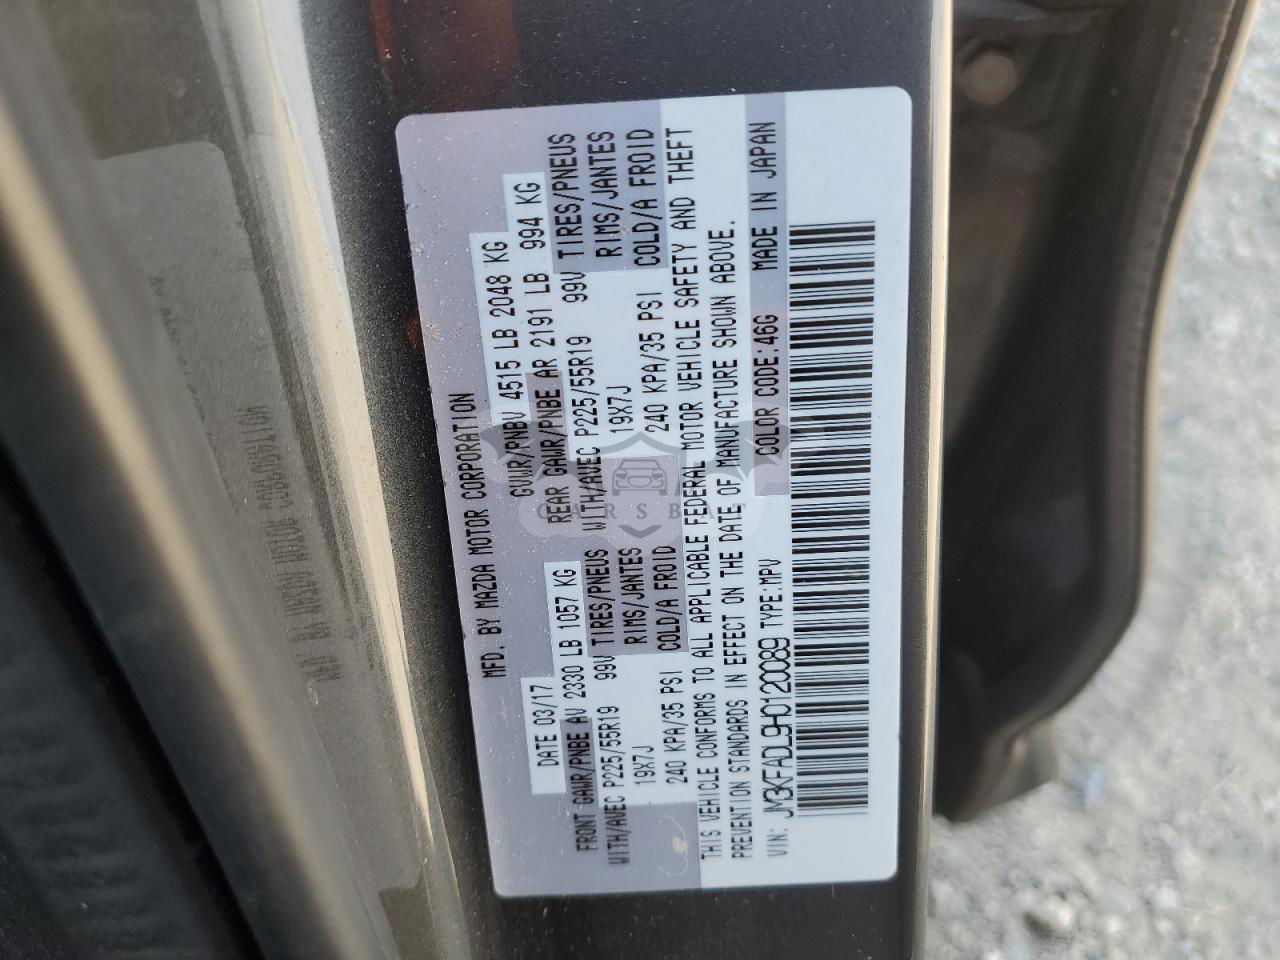 MFD. BY MAZDA MOTOR CORPORATION
DATE 03/17 GVWR/PNBV 4515 LB 2048 KG
FRONT GAWR/PNBE AV 2330 LB 1057 KG REAR GAWR/PNBE AR 2191 LB 994 KG
WITH/AVEC P225/55R19 99V TIRES/PNEUS WITH/AVEC P225/55R19 99V TIRES/PNEUS
19X7J RIMS/JANTES 19X7J RIMS/JANTES
240 KPA/35 PSI COLD/A FROID 240 KPA/35 PSI COLD/A FROID
THIS VEHICLE CONFORMS TO ALL APPLICABLE FEDERAL MOTOR VEHICLE SAFETY AND THEFT
PREVENTION STANDARDS IN EFFECT ON THE DATE OF MANUFACTURE SHOWN ABOVE.
VIN: JM3KFADL9H0120089 TYPE:MPV COLOR CODE:46G MADE IN JAPAN
CARSBAT